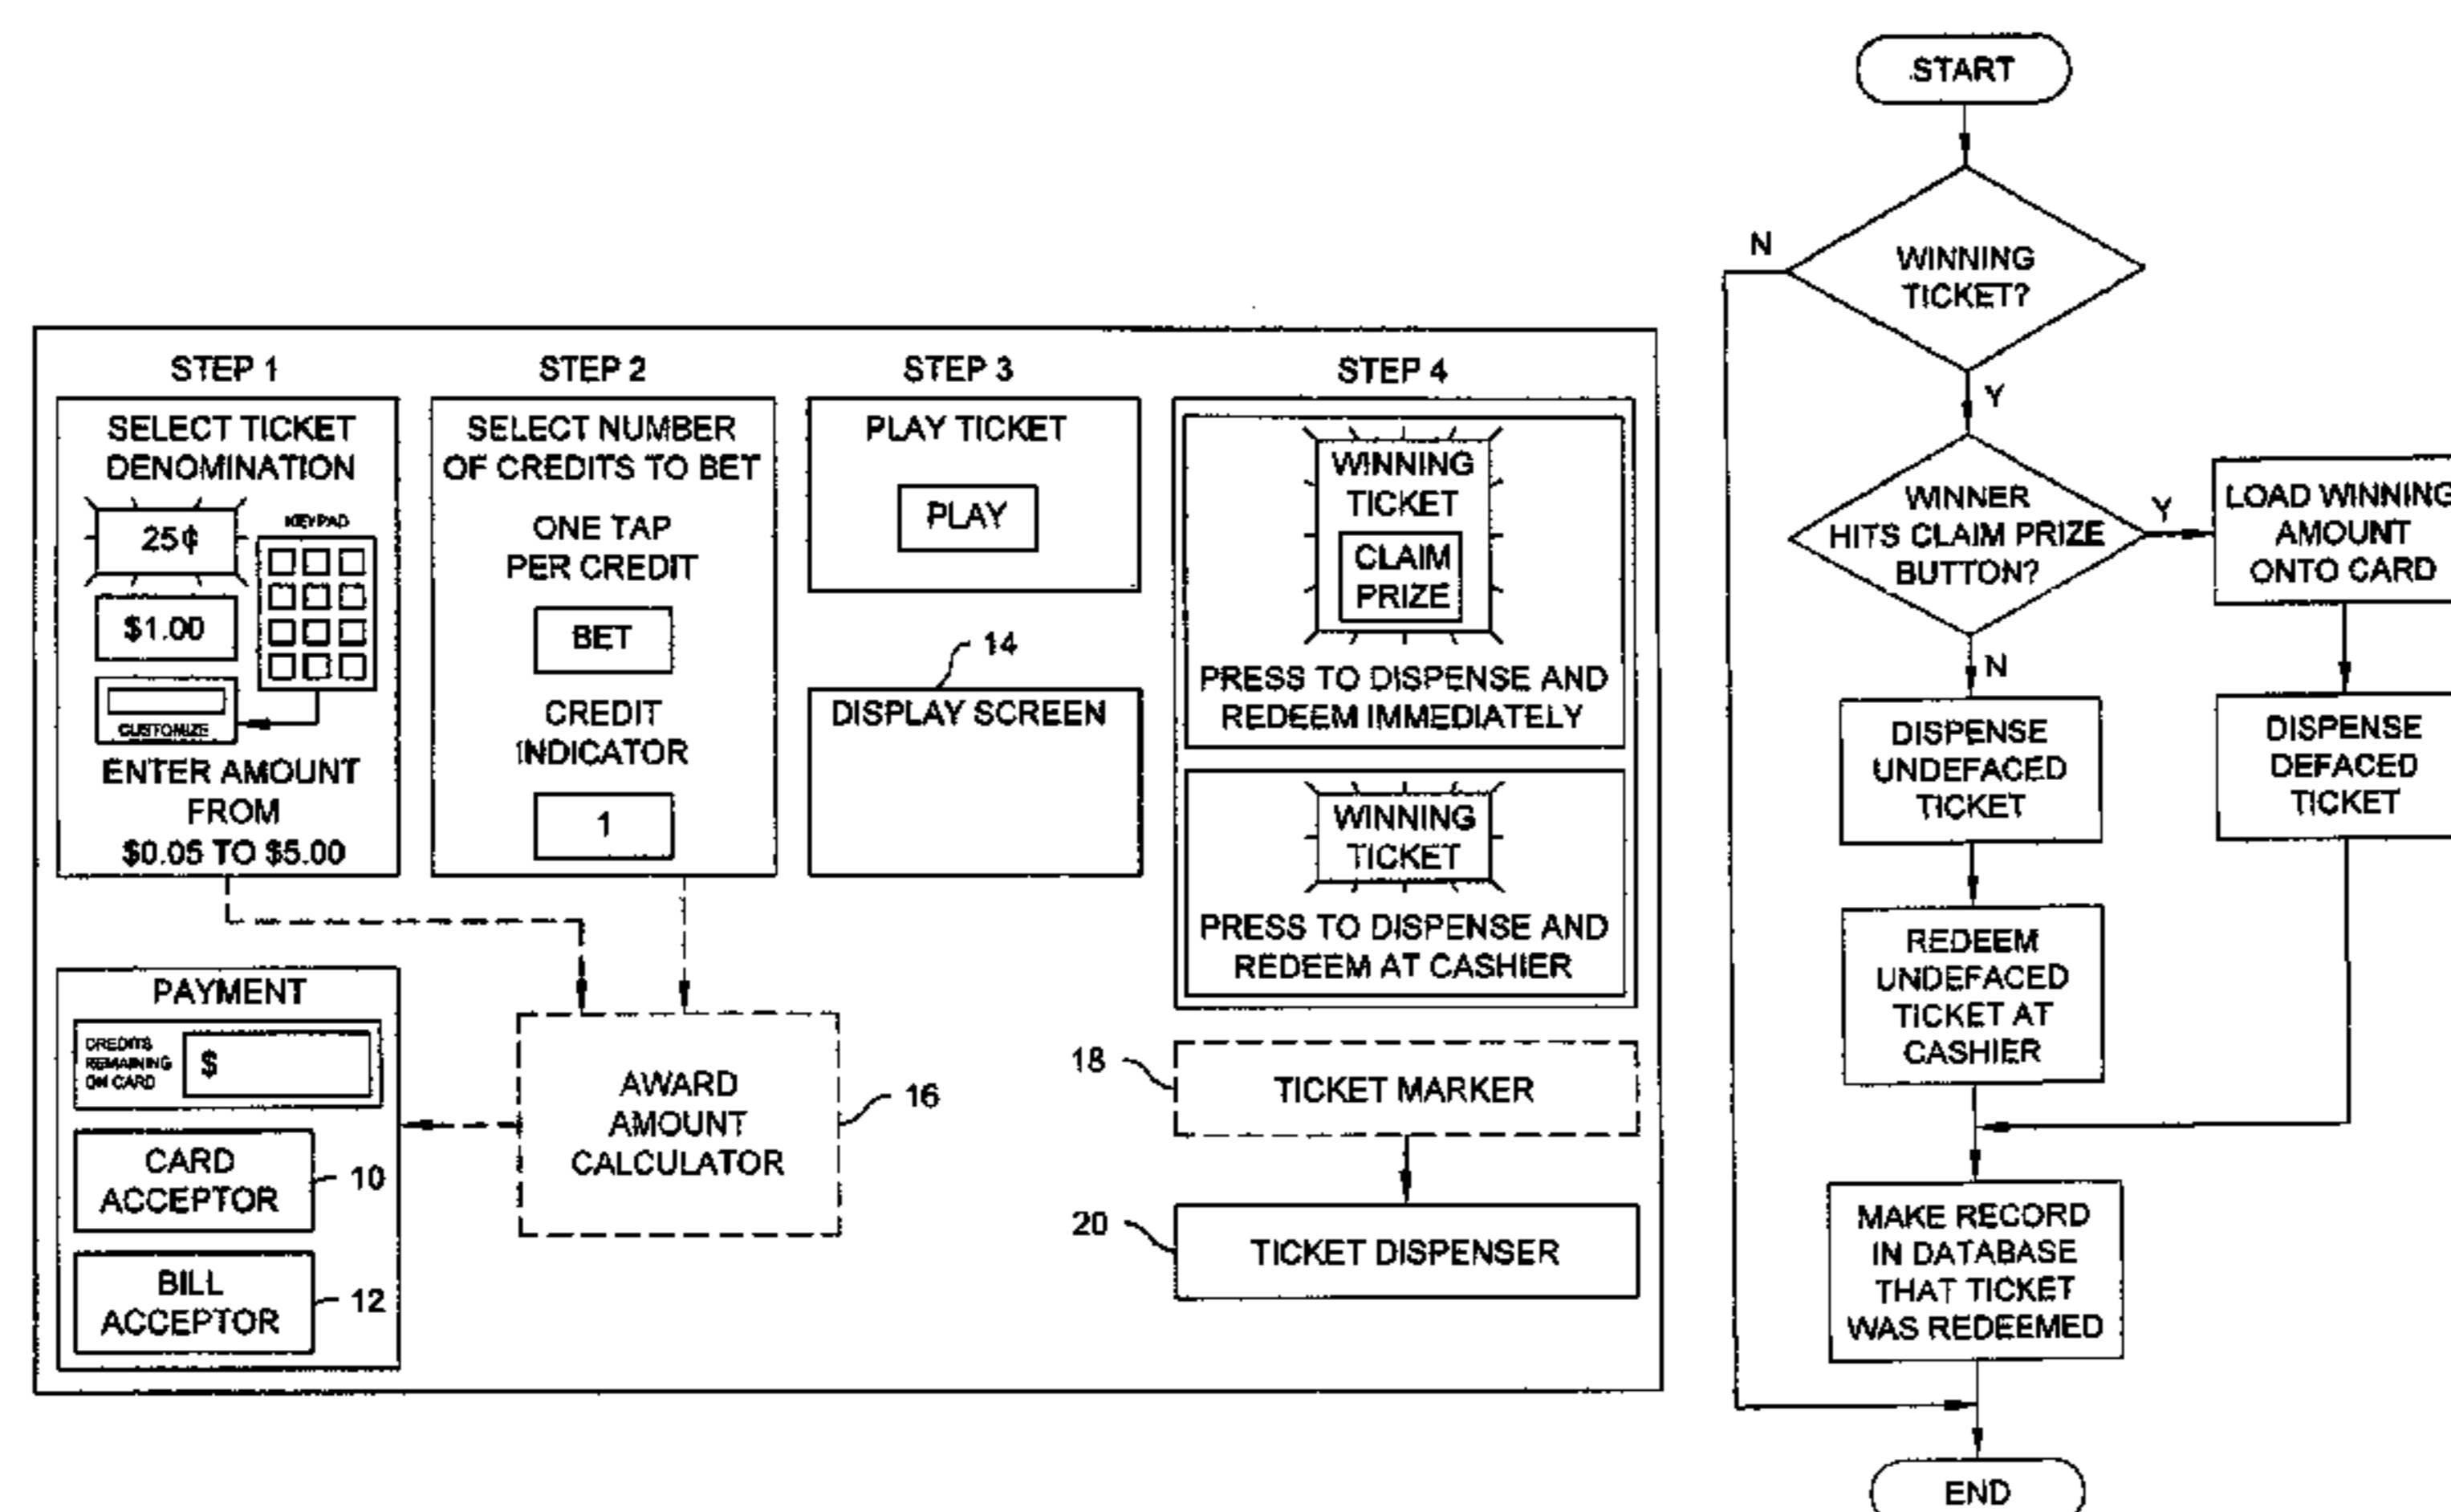 STEP 1
SELECT TICKET
DENOMINATION
25¢
KEYPAD
$1.00
CUSTOMIZE
ENTER AMOUNT
FROM
$0.05 TO $5.00
STEP 2
SELECT NUMBER
OF CREDITS TO BET
ONE TAP
PER CREDIT
BET
CREDIT
INDICATOR
1
STEP 3
PLAY TICKET
PLAY
14
DISPLAY SCREEN
STEP 4
WINNING
TICKET
CLAIM
PRIZE
PRESS TO DISPENSE AND
REDEEM IMMEDIATELY
WINNING
TICKET
PRESS TO DISPENSE AND
REDEEM AT CASHIER
PAYMENT
CREDITS
REMAINING
ON CARD
$
CARD
ACCEPTOR
10
BILL
ACCEPTOR
12
AWARD
AMOUNT
CALCULATOR
16
18
TICKET MARKER
20
TICKET DISPENSER
START
WINNING
TICKET?
N
Y
WINNER
HITS CLAIM PRIZE
BUTTON?
Y
N
LOAD WINNING
AMOUNT
ONTO CARD
DISPENSE
UNDEFACED
TICKET
DISPENSE
DEFACED
TICKET
REDEEM
UNDEFACED
TICKET AT
CASHIER
MAKE RECORD
IN DATABASE
THAT TICKET
WAS REDEEMED
END